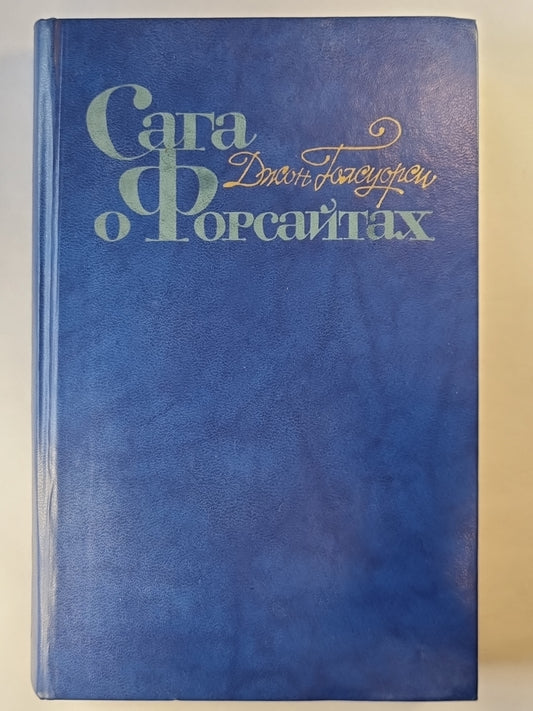 Сага
Джон Голсуорси
о Форсайтах